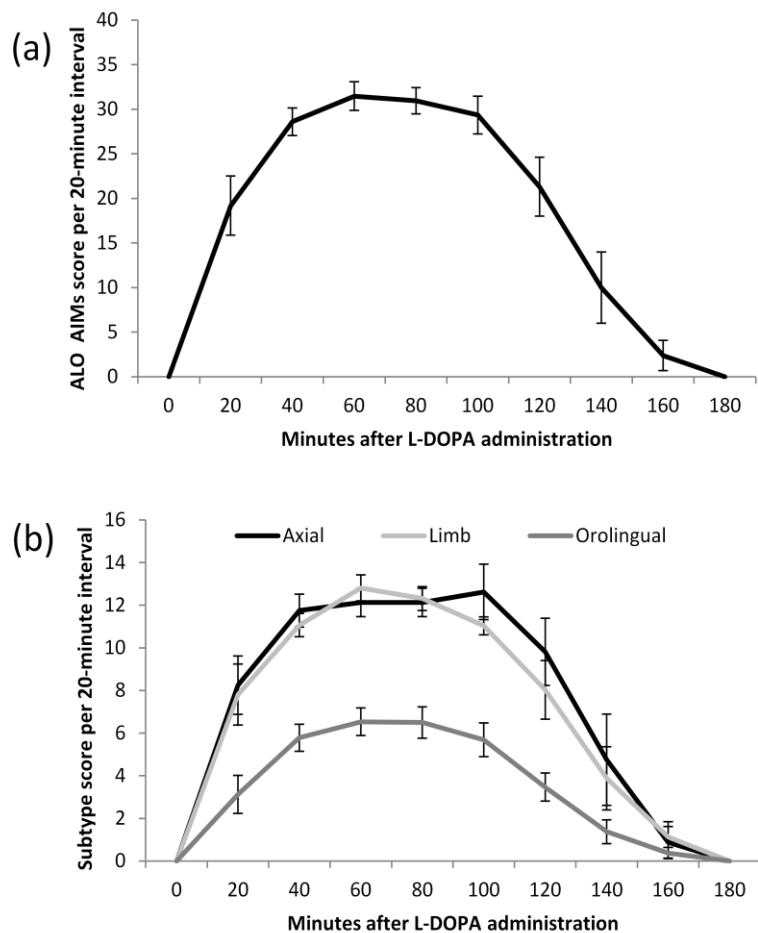 (a)
ALO AIMs score per 20-minute interval
40
35
30
25
20
15
10
5
0
0 20 40 60 80 100 120 140 160 180
Minutes after L-DOPA administration
(b)
Subtype score per 20-minute interval
16
14
12
10
8
6
4
2
0
Axial Limb Orolingual
0 20 40 60 80 100 120 140 160 180
Minutes after L-DOPA administration